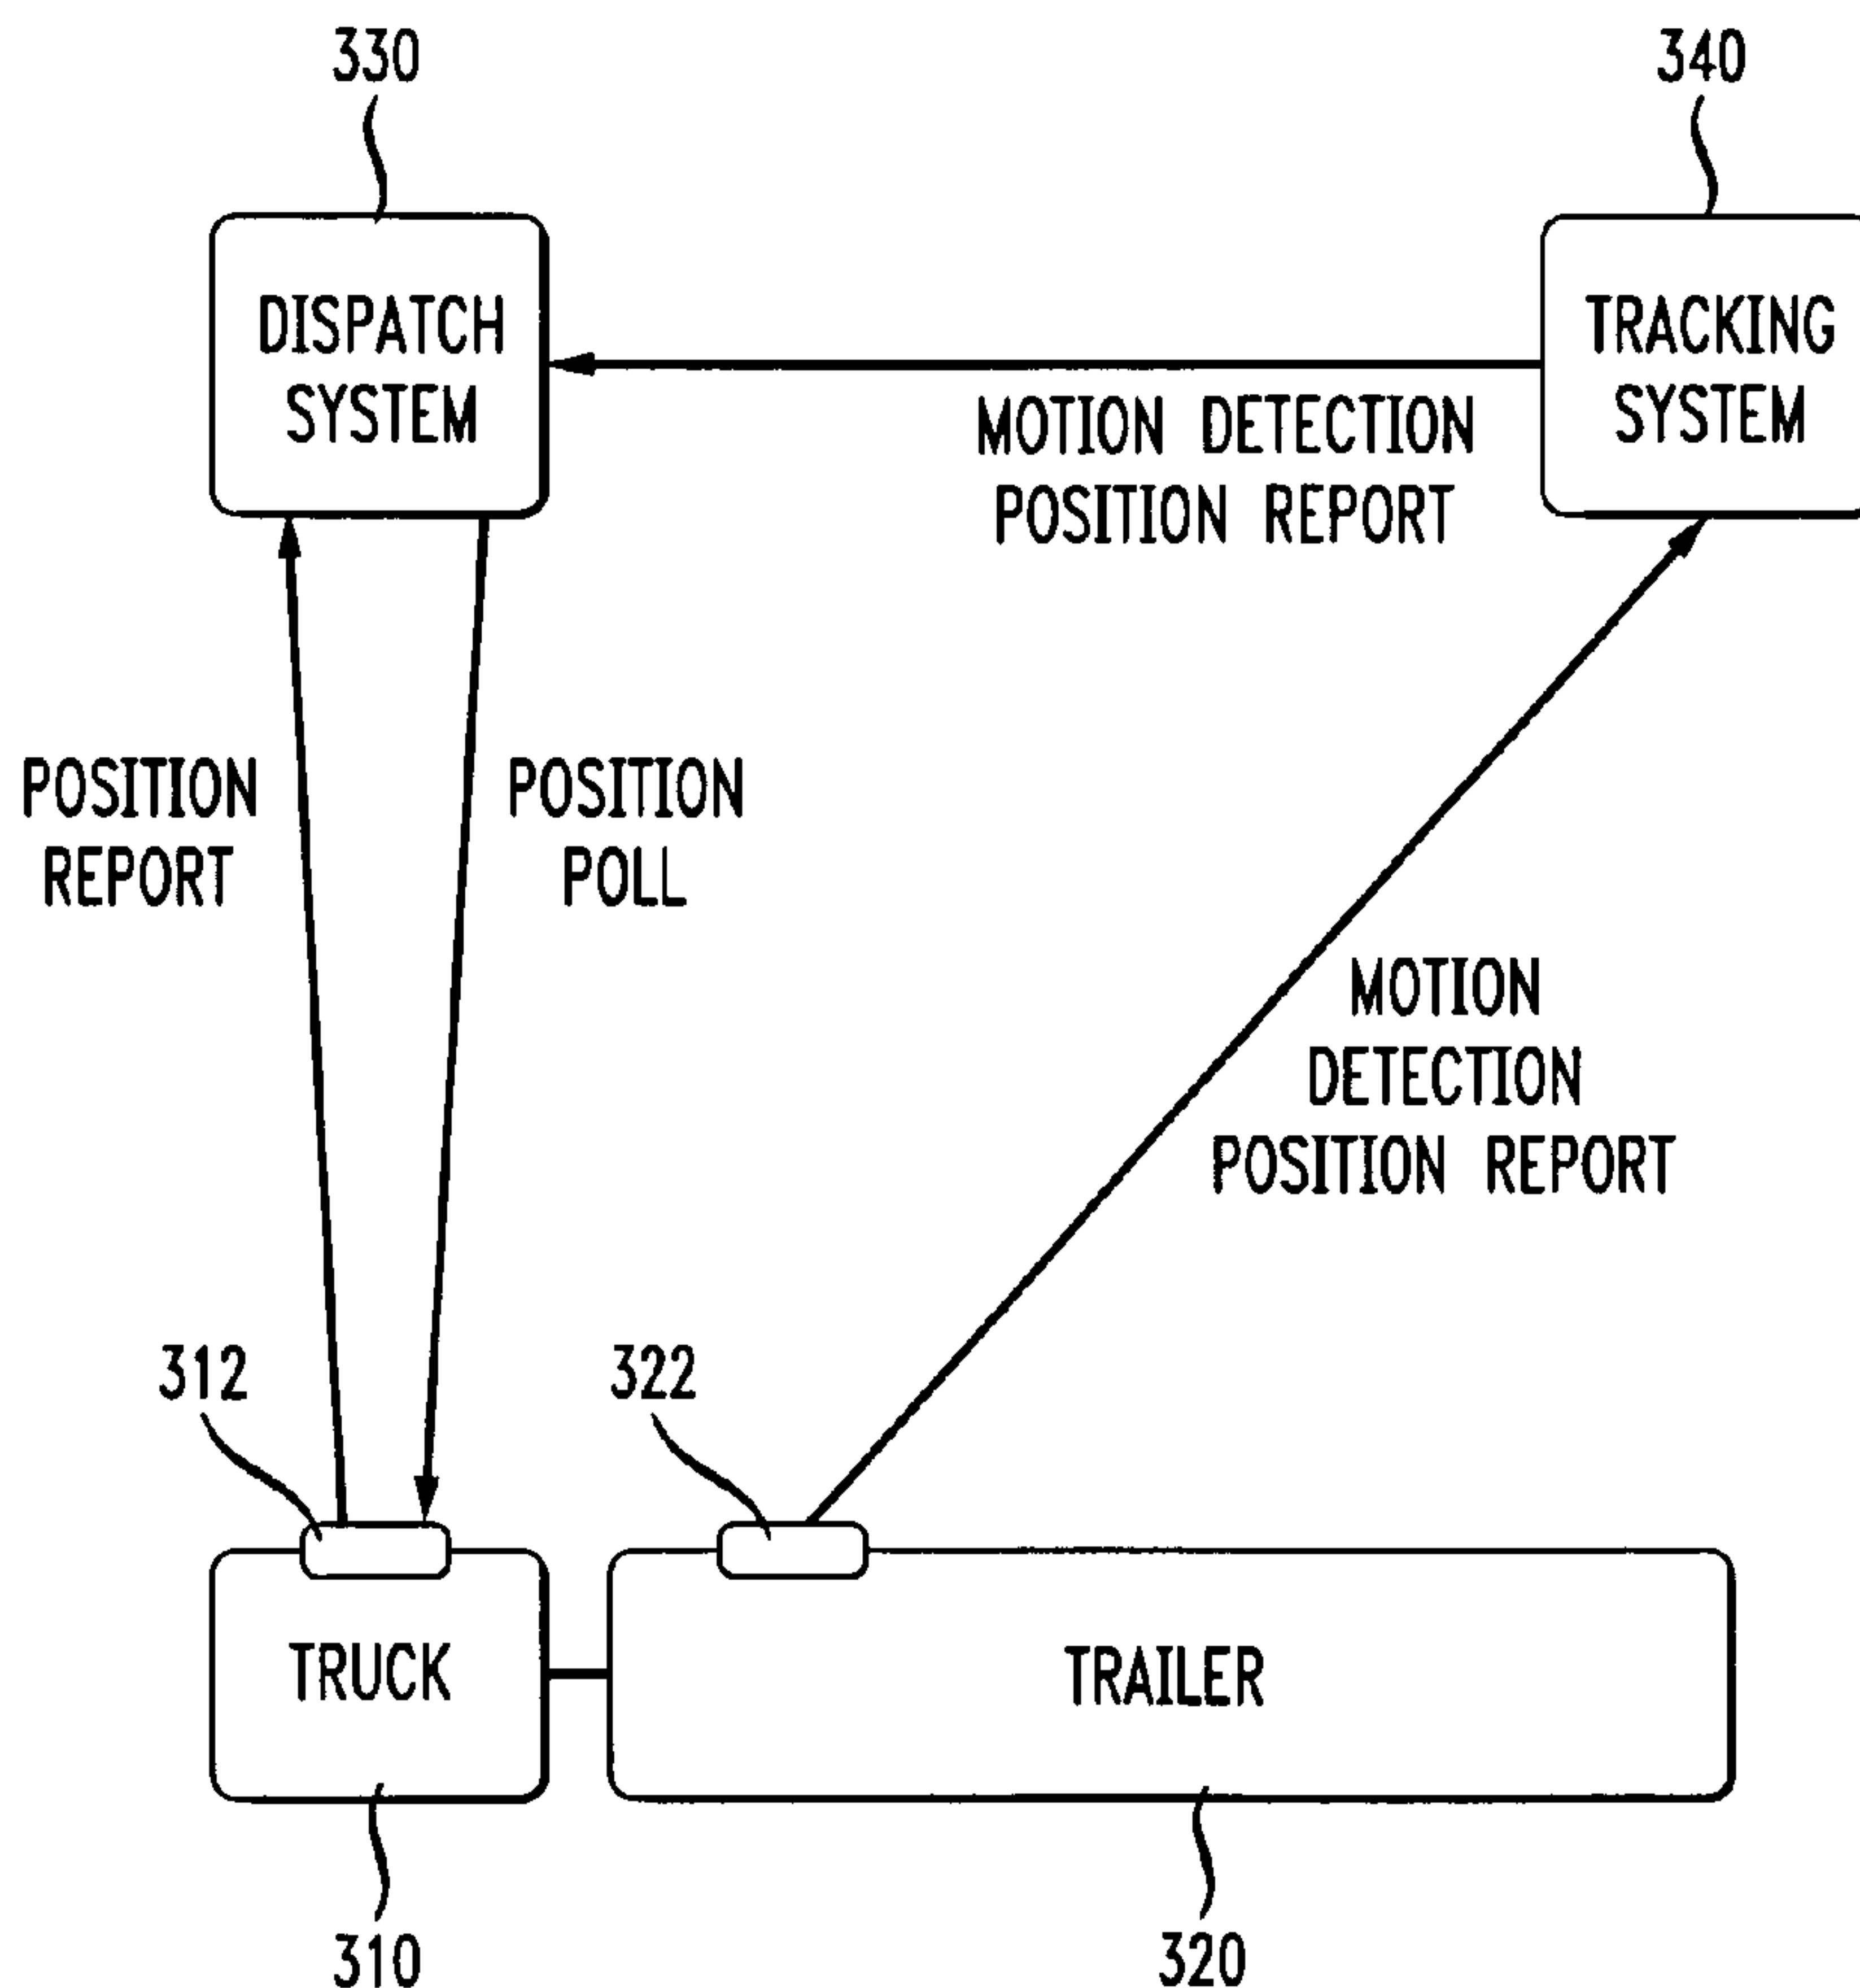 330
340
DISPATCH
SYSTEM
TRACKING
SYSTEM
MOTION DETECTION
POSITION REPORT
POSITION
REPORT
POSITION
POLL
MOTION
DETECTION
POSITION REPORT
312
322
TRUCK
TRAILER
310
320